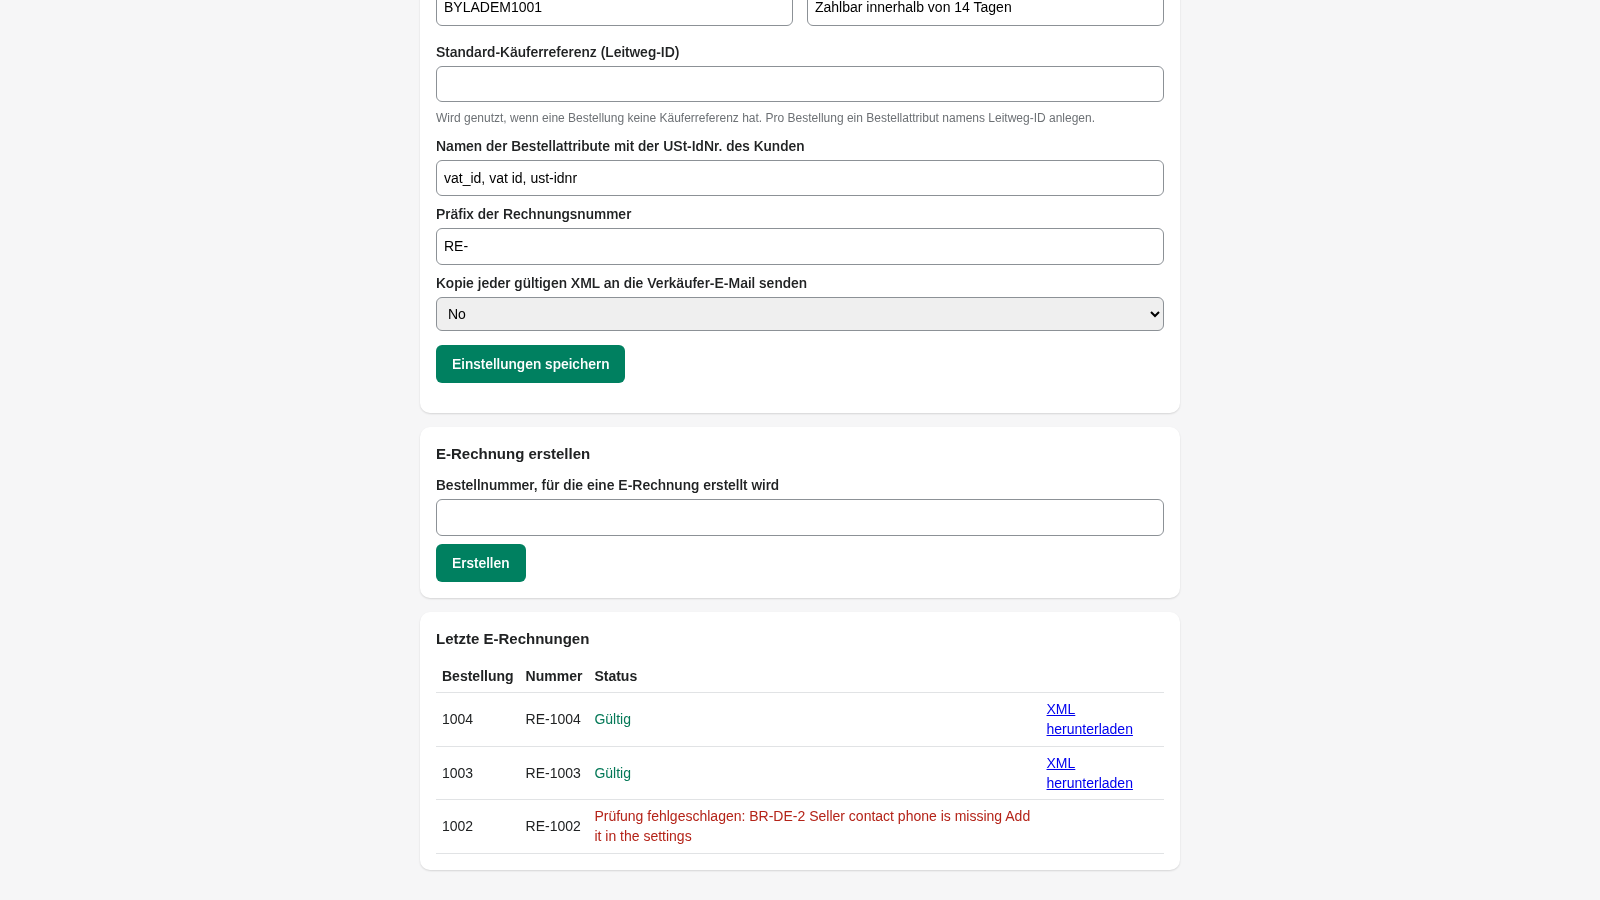 BYLADEM1001
Zahlbar innerhalb von 14 Tagen
Standard-Käuferreferenz (Leitweg-ID)
Wird genutzt, wenn eine Bestellung keine Käuferreferenz hat. Pro Bestellung ein Bestellattribut namens Leitweg-ID anlegen.
Namen der Bestellattribute mit der USt-IdNr. des Kunden
vat_id, vat id, ust-idnr
Präfix der Rechnungsnummer
RE-
Kopie jeder gültigen XML an die Verkäufer-E-Mail senden
No
Einstellungen speichern
E-Rechnung erstellen
Bestellnummer, für die eine E-Rechnung erstellt wird
Erstellen
Letzte E-Rechnungen
Bestellung Nummer Status
1004 RE-1004 Gültig XML
herunterladen
1003 RE-1003 Gültig XML
herunterladen
1002 RE-1002 Prüfung fehlgeschlagen: BR-DE-2 Seller contact phone is missing Add
it in the settings